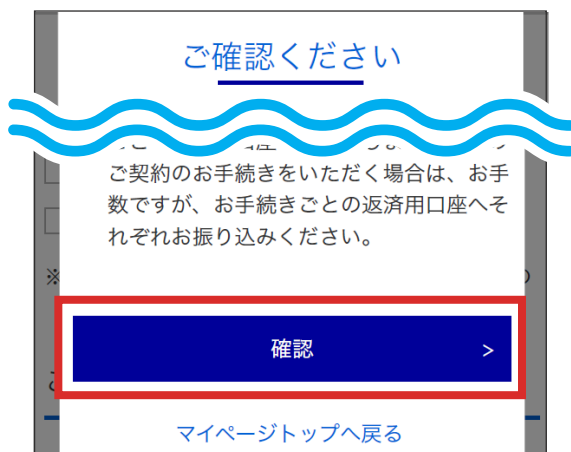 ご確認ください
ご契約のお手続きをいただく場合は、お手
数ですが、お手続きごとの返済用口座へそ
れぞれお振り込みください。
※
確認 >
マイページトップへ戻る